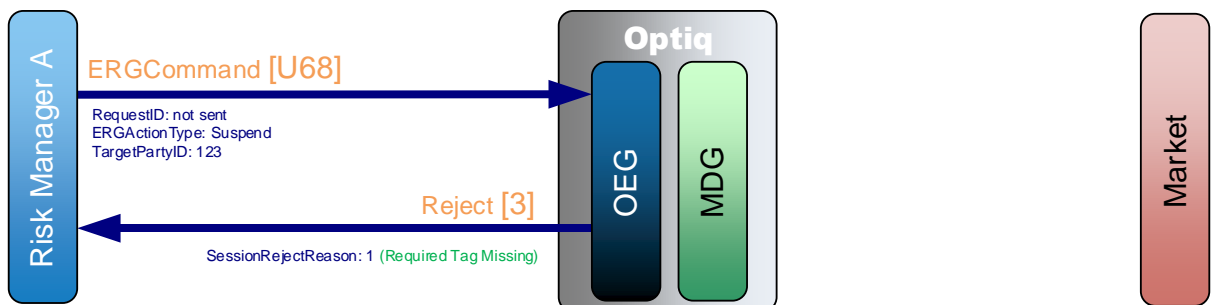 Risk Manager A
ERGCommand [U68]
RequestID: not sent
ERGActionType: Suspend
TargetPartyID: 123
Reject [3]
SessionRejectReason: 1 (Required Tag Missing)
Optiq
OEG
MDG
Market